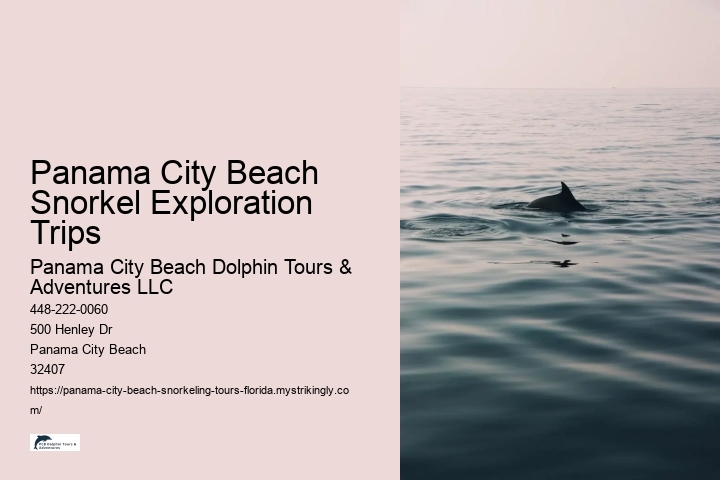 Panama City Beach
Snorkel Exploration
Trips
Panama City Beach Dolphin Tours &
Adventures LLC
448-222-0060
500 Henley Dr
Panama City Beach
32407
https://panama-city-beach-snorkeling-tours-florida.mystrikingly.co
m/
PCB Dolphin Tours &
Adventures